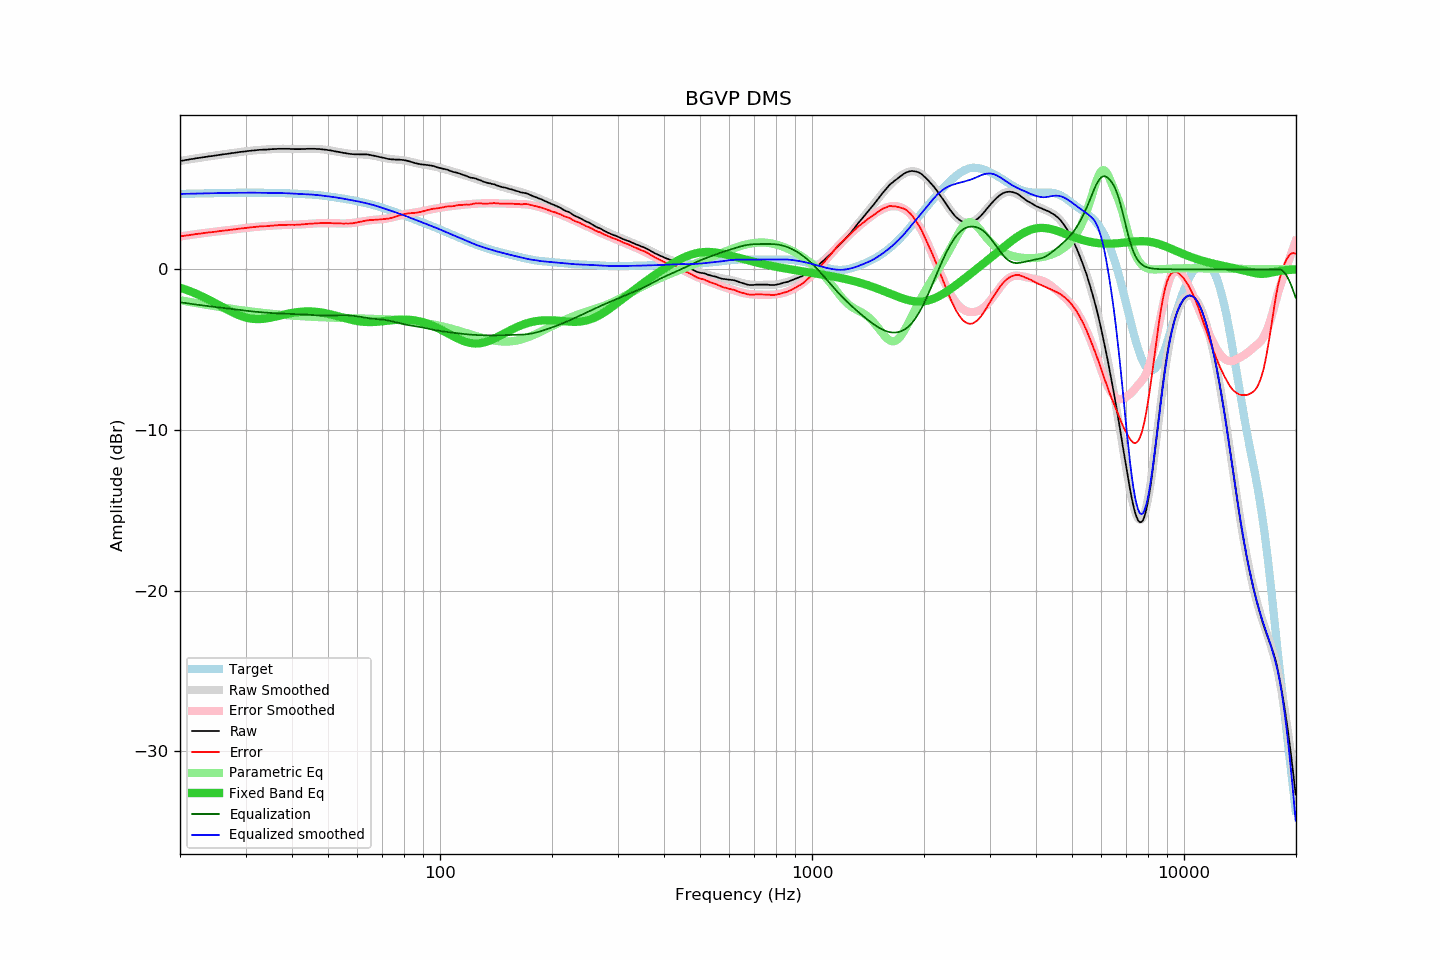 BGVP DMS
Amplitude (dBr)
0
−10
−20
−30
Target
Raw Smoothed
Error Smoothed
Raw
Error
Parametric Eq
Fixed Band Eq
Equalization
Equalized smoothed
100
1000
10000
Frequency (Hz)